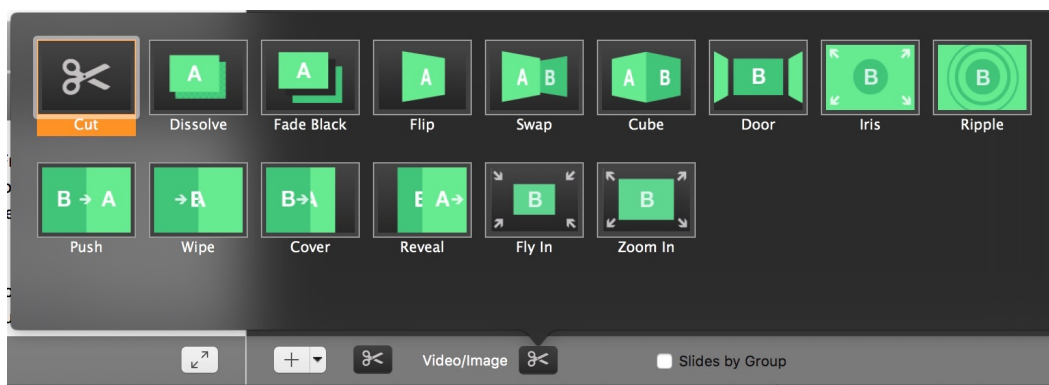 A
A
A
A B
A B
B
B
B
Cut
Dissolve
Fade Black
Flip
Swap
Cube
Door
Iris
Ripple
B → A
→ B
B→
A→
B
B
Push
Wipe
Cover
Reveal
Fly In
Zoom In
Video/Image
Slides by Group